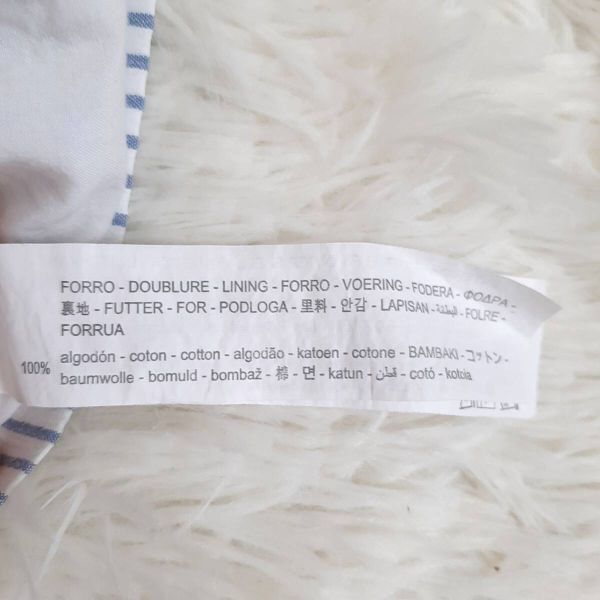 FORRO - DOUBLURE - LINING - FORRO - VOERING - FODERA - ΦΟΔΡΑ -
裏地 - FUTTER - FOR - PODLOGA - 里料 - 안감 - LAPISAN - البطانة - FOLRE -
FORRUA
100% algodón - coton - cotton - algodão - katoen - cotone - BAMBAKI - コットン -
baumwolle - bomuld - bombaž - 棉 - 면 - katun - قطن - cotó - kotoia